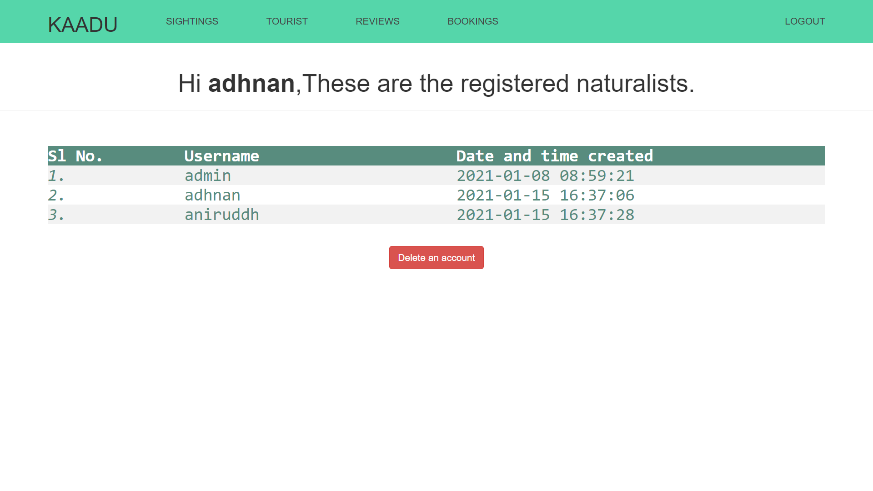 KAADU SIGHTINGS TOURIST REVIEWS BOOKINGS LOGOUT
Hi adhnan,These are the registered naturalists.
Sl No. Username Date and time created
1. admin 2021-01-08 08:59:21
2. adhnan 2021-01-15 16:37:06
3. aniruddh 2021-01-15 16:37:28
Delete an account